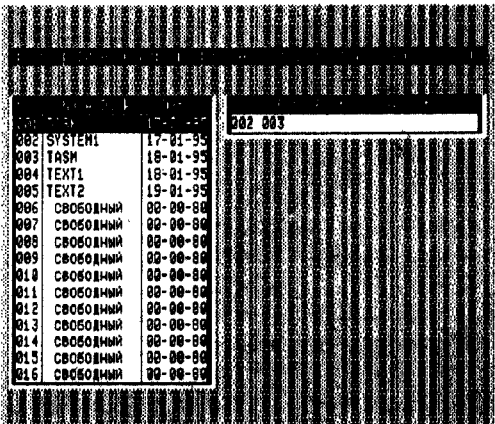 002 003
002 SYSTEM1 17-01-95
003 TASM 18-01-95
004 TEXT1 18-01-95
005 TEXT2 19-01-95
006 СВОБОДНЫЙ 00-00-80
007 СВОБОДНЫЙ 00-00-80
008 СВОБОДНЫЙ 00-00-80
009 СВОБОДНЫЙ 00-00-80
010 СВОБОДНЫЙ 00-00-80
011 СВОБОДНЫЙ 00-00-80
012 СВОБОДНЫЙ 00-00-80
013 СВОБОДНЫЙ 00-00-80
014 СВОБОДНЫЙ 00-00-80
015 СВОБОДНЫЙ 00-00-80
016 СВОБОДНЫЙ 00-00-80